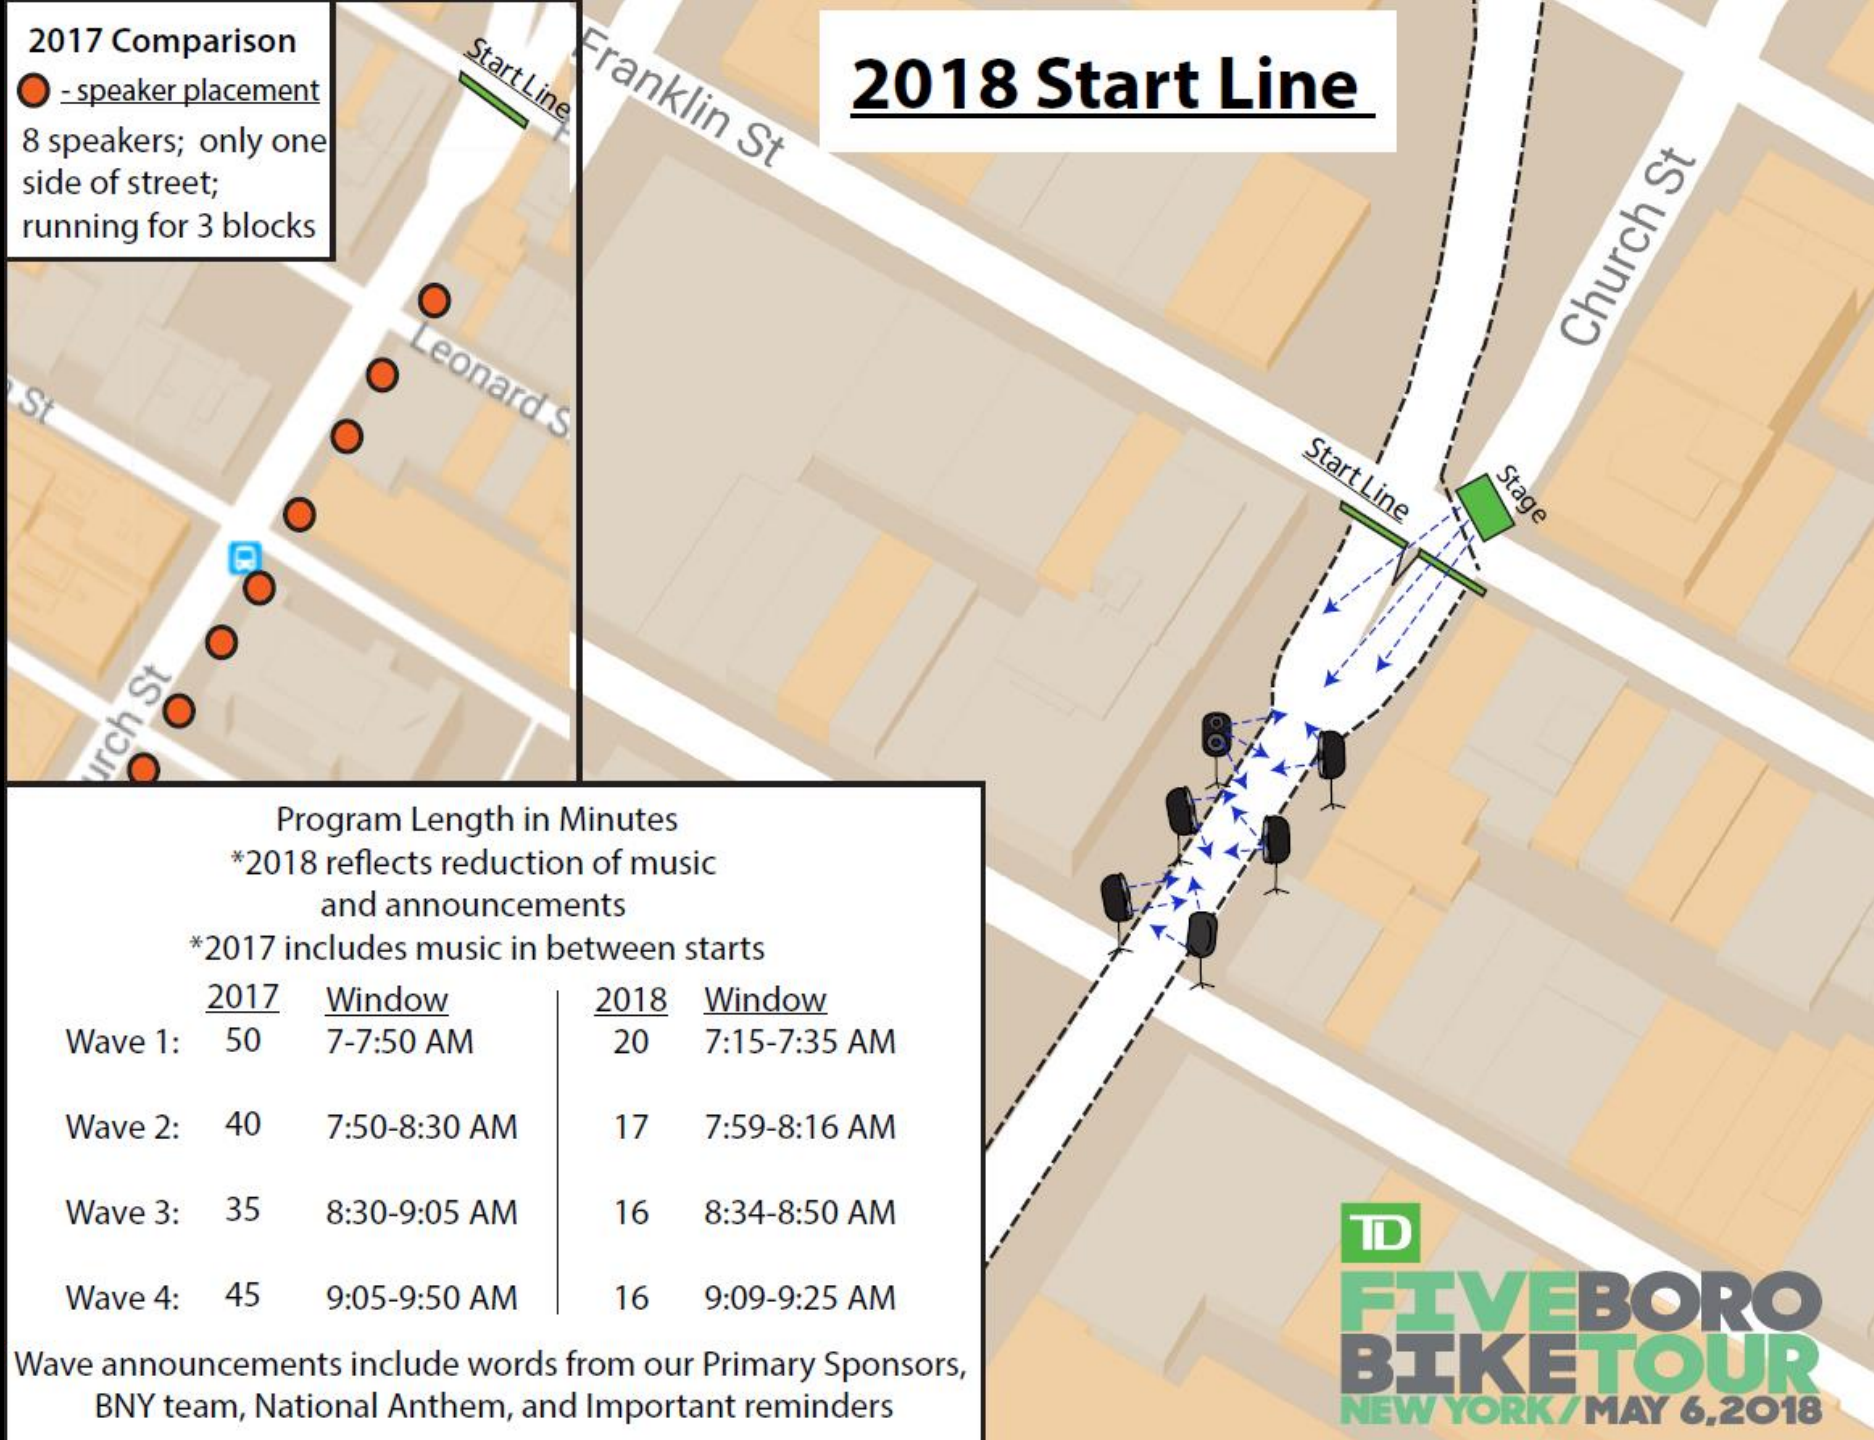 2017 Comparison
- speaker placement
8 speakers; only one
side of street;
running for 3 blocks
Start Line
Leonard S
St
urch St
2018 Start Line
Franklin St
Church St
Start Line
Stage
Program Length in Minutes
*2018 reflects reduction of music
and announcements
*2017 includes music in between starts
2017 Window 2018 Window
Wave 1: 50 7-7:50 AM 20 7:15-7:35 AM
Wave 2: 40 7:50-8:30 AM 17 7:59-8:16 AM
Wave 3: 35 8:30-9:05 AM 16 8:34-8:50 AM
Wave 4: 45 9:05-9:50 AM 16 9:09-9:25 AM
Wave announcements include words from our Primary Sponsors,
BNY team, National Anthem, and Important reminders
TD
FIVE BORO
BIKE TOUR
NEW YORK/MAY 6,2018